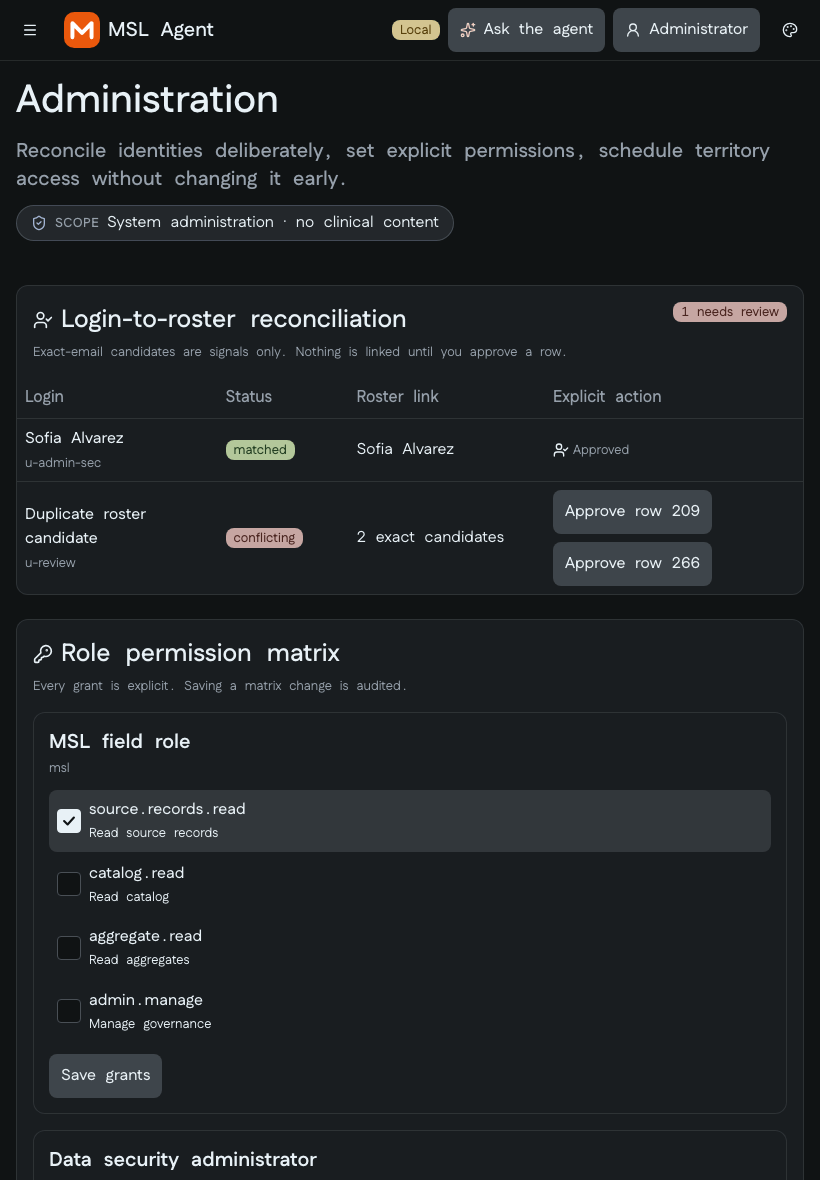 MSL Agent
Local
Ask the agent
Administrator
Administration
Reconcile identities deliberately, set explicit permissions, schedule territory
access without changing it early.
SCOPE System administration · no clinical content
Login-to-roster reconciliation
1 needs review
Exact-email candidates are signals only. Nothing is linked until you approve a row.
Login Status Roster link Explicit action
Sofia Alvarez
u-admin-sec
matched
Sofia Alvarez
Approved
Duplicate roster
candidate
u-review
conflicting
2 exact candidates
Approve row 209
Approve row 266
Role permission matrix
Every grant is explicit. Saving a matrix change is audited.
MSL field role
msl
source.records.read
Read source records
catalog.read
Read catalog
aggregate.read
Read aggregates
admin.manage
Manage governance
Save grants
Data security administrator